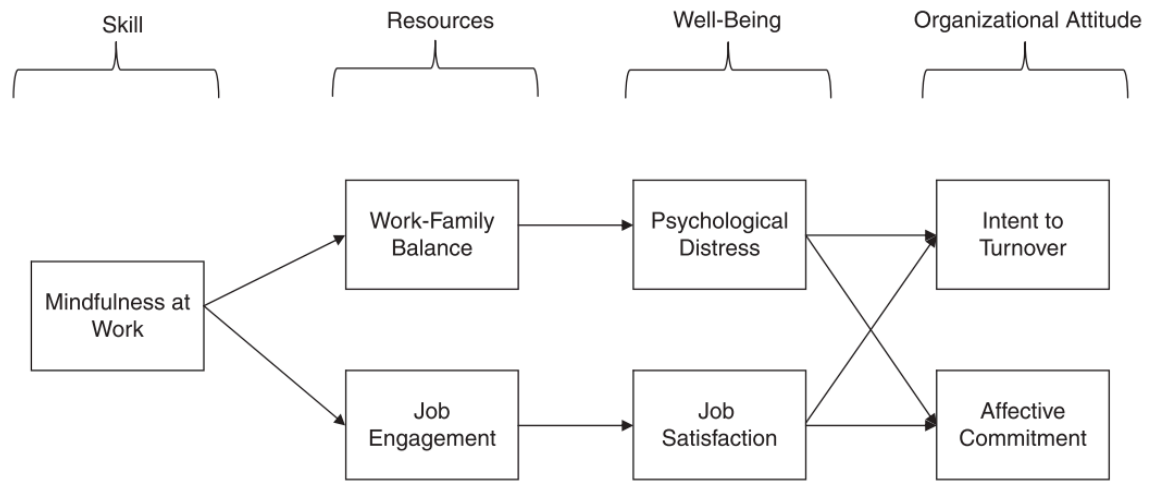 Skill
Resources
Well-Being
Organizational Attitude
Work-Family
Balance
Psychological
Distress
Intent to
Turnover
Mindfulness at
Work
Job
Engagement
Job
Satisfaction
Affective
Commitment